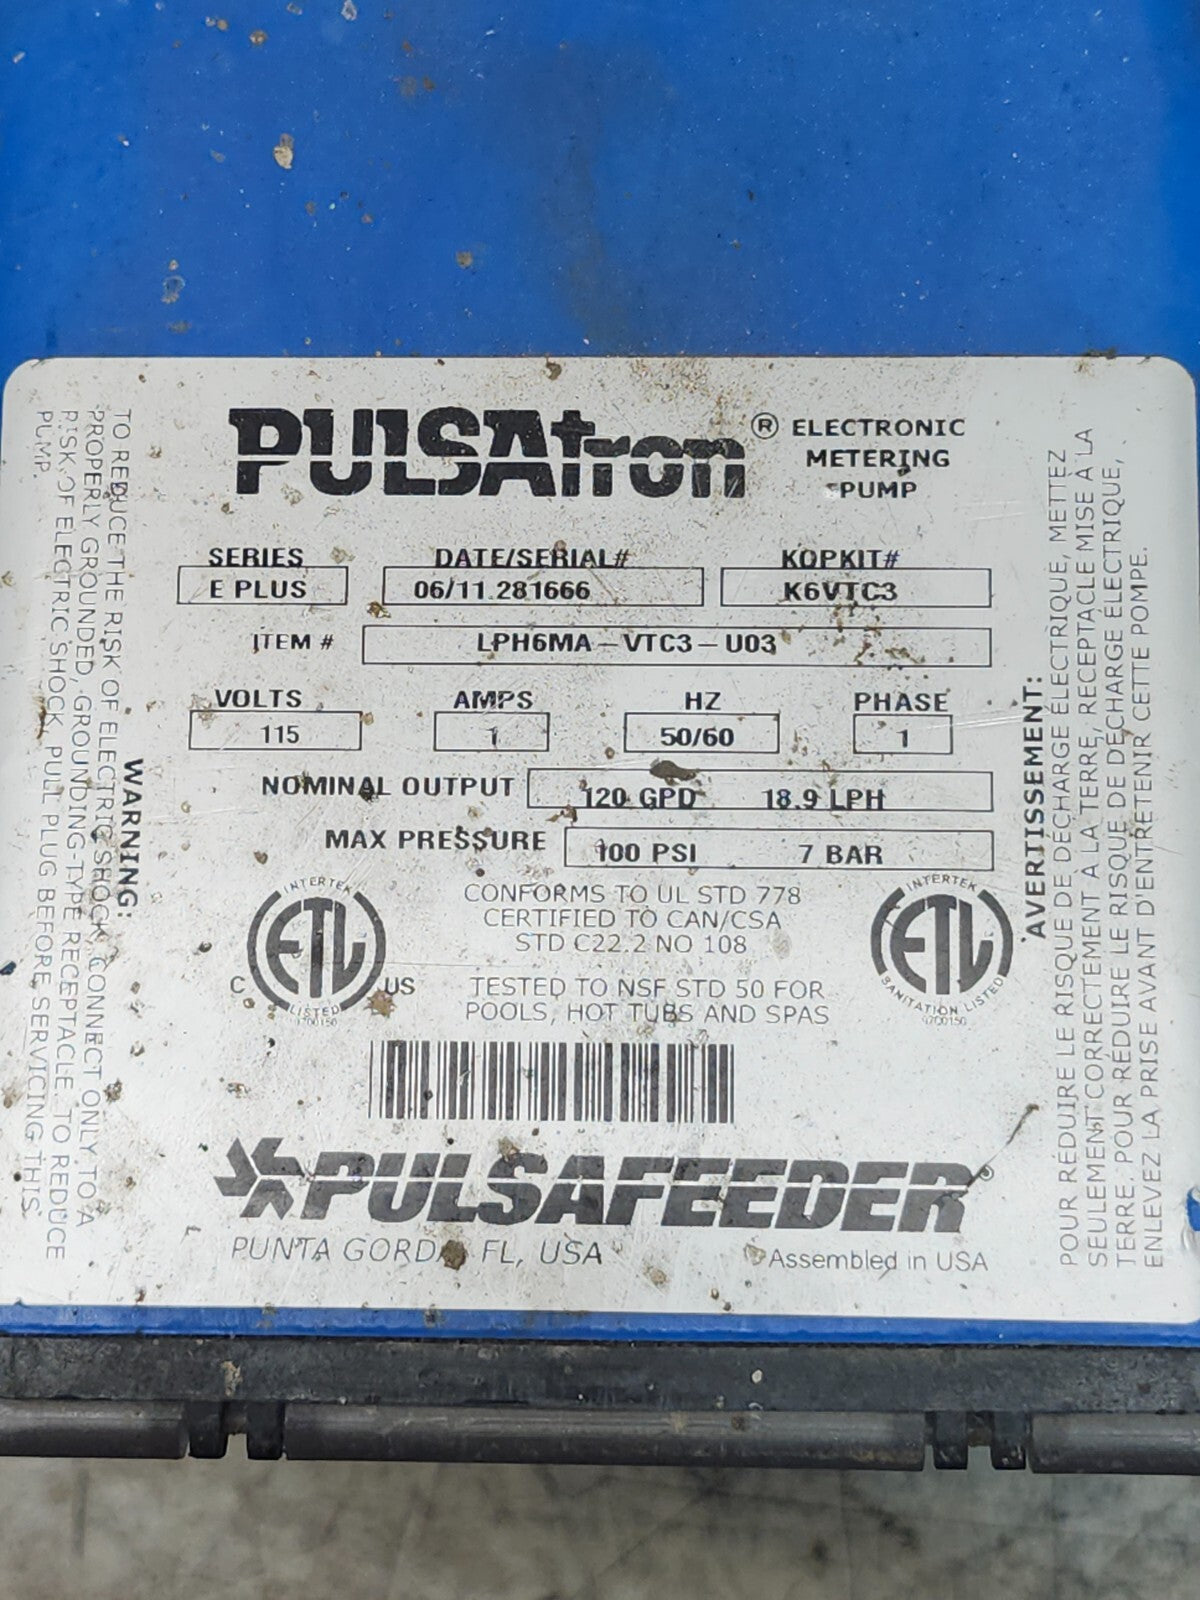 PULSAtron® ELECTRONIC
METERING
PUMP
SERIES DATE/SERIAL# KOPKIT#
E PLUS 06/11.281666 K6VTC3
ITEM # LPH6MA-VTC3-U03
VOLTS AMPS HZ PHASE
115 1 50/60 1
NOMINAL OUTPUT 120 GPD 18.9 LPH
MAX PRESSURE 100 PSI 7 BAR
CONFORMS TO UL STD 778
CERTIFIED TO CAN/CSA
STD C22.2 NO 108
TESTED TO NSF STD 50 FOR
POOLS, HOT TUBS AND SPAS
INTERTEK
ETL
C US
LISTED
INTERTEK
ETL
SANITATION LISTED
PULSAFEEDER®
PUNTA GORDA, FL, USA Assembled in USA
WARNING:
TO REDUCE THE RISK OF ELECTRIC SHOCK, CONNECT ONLY TO A
PROPERLY GROUNDED, GROUNDING-TYPE RECEPTACLE. TO REDUCE
RISK OF ELECTRIC SHOCK, PULL PLUG BEFORE SERVICING THIS
PUMP.
AVERTISSEMENT:
POUR RÉDUIRE LE RISQUE DE DÉCHARGE ÉLECTRIQUE, METTEZ
SEULEMENT CORRECTEMENT À LA TERRE, RECEPTACLE MISE À LA
TERRE. POUR RÉDUIRE LE RISQUE DE DÉCHARGE ÉLECTRIQUE,
ENLEVEZ LA PRISE AVANT D'ENTRETENIR CETTE POMPE.